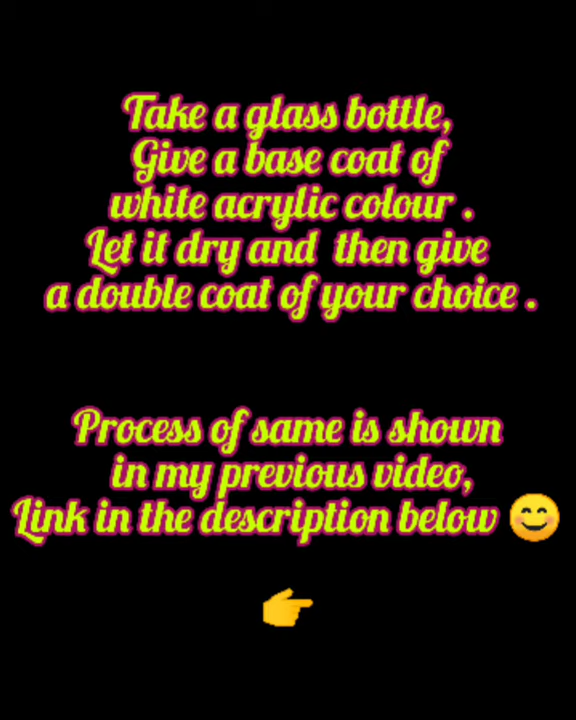 Take a glass bottle,
Give a base coat of
white acrylic colour .
Let it dry and then give
a double coat of your choice .
Process of same is shown
in my previous video,
Link in the description below 😊
👉